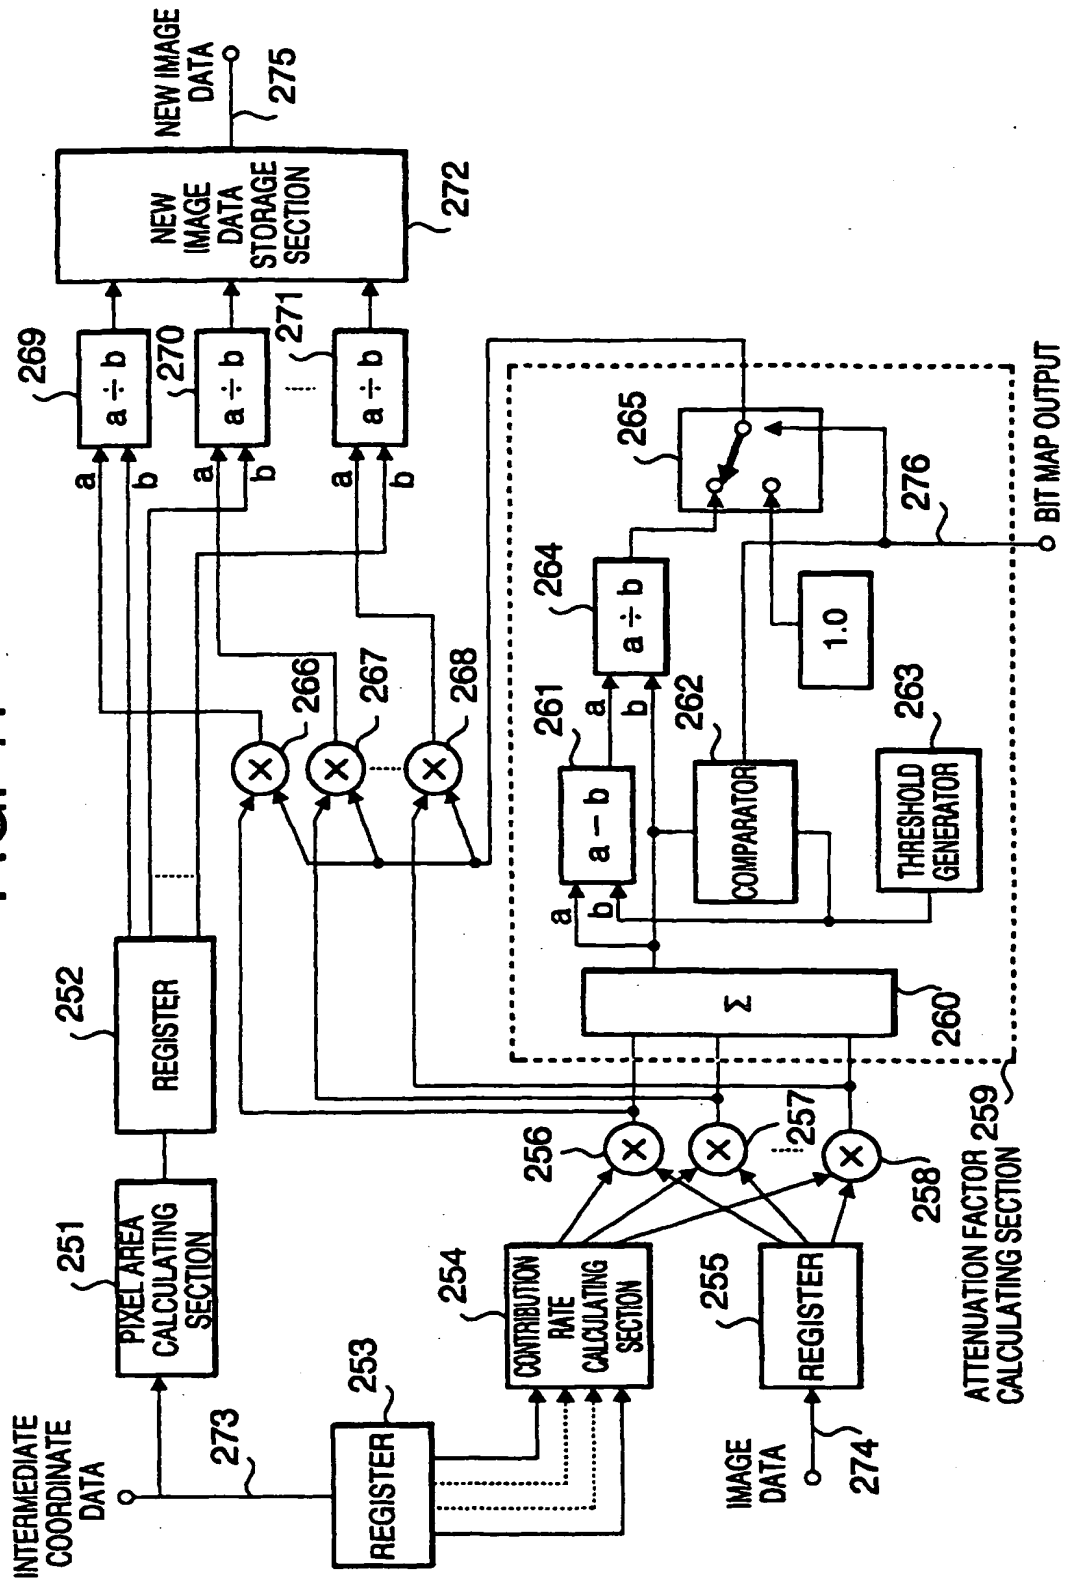 INTERMEDIATE
COORDINATE
DATA
273
251
PIXEL AREA
CALCULATING
SECTION
252
REGISTER
253
REGISTER
254
CONTRIBUTION
RATE
CALCULATING
SECTION
255
REGISTER
IMAGE
DATA
274
256
×
257
×
258
×
ATTENUATION FACTOR 259
CALCULATING SECTION
Σ
260
261
a
b
a – b
262
COMPARATOR
263
THRESHOLD
GENERATOR
264
a
b
a ÷ b
1.0
265
276
BIT MAP OUTPUT
×
266
×
267
×
268
269
a
b
a ÷ b
270
a
b
a ÷ b
271
a
b
a ÷ b
NEW
IMAGE
DATA
STORAGE
SECTION
272
NEW IMAGE
DATA
275